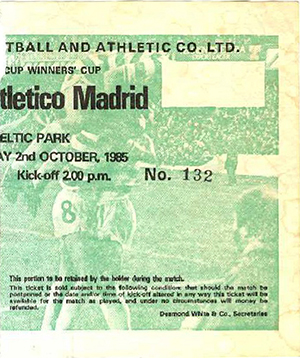 TBALL AND ATHLETIC CO. LTD.
CUP WINNERS' CUP
tletico Madrid
ELTIC PARK
AY 2nd OCTOBER, 1985
Kick-off 2.00 p.m. No. 132
8
This portion to be retained by the holder during the match.
This ticket is sold subject to the following condition: that should the match be
postponed or the date and/or time of kick-off altered in any way this ticket will be
available for the match as played, and under no circumstances will money be
refunded.
Desmond White & Co., Secretaries